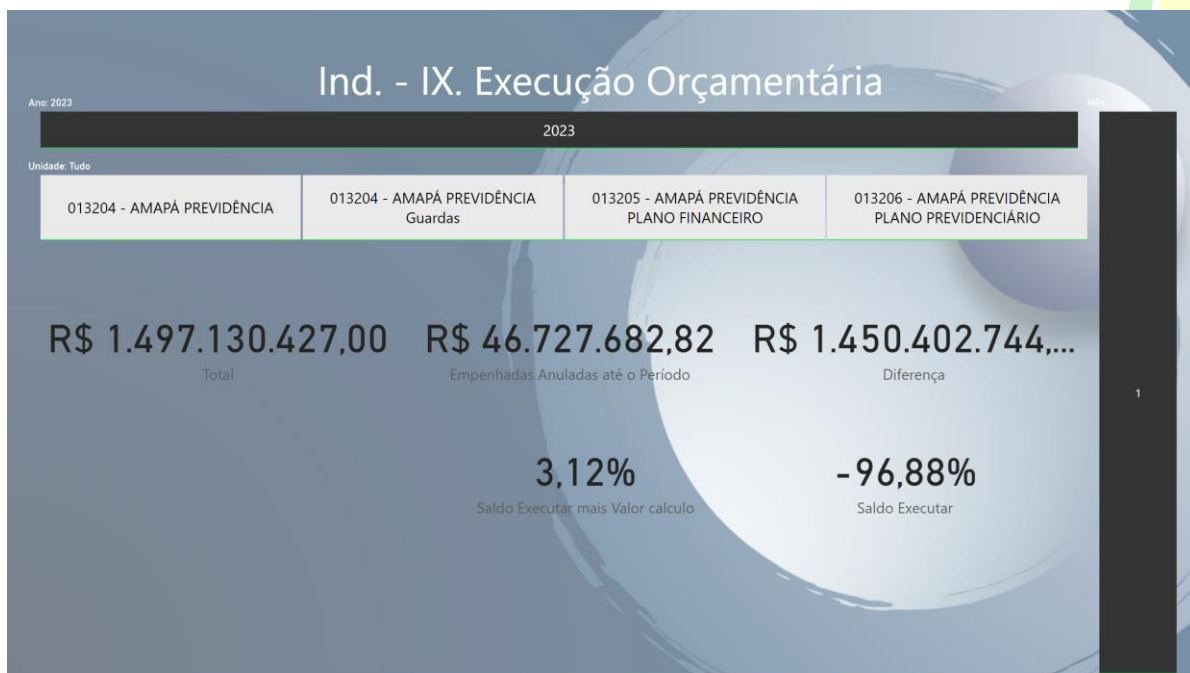 Ind. - IX. Execução Orçamentária
Ano: 2023
2023
Unidade: Tudo
013204 - AMAPÁ PREVIDÊNCIA
013204 - AMAPÁ PREVIDÊNCIA
Guardas
013205 - AMAPÁ PREVIDÊNCIA
PLANO FINANCEIRO
013206 - AMAPÁ PREVIDÊNCIA
PLANO PREVIDENCIÁRIO
R$ 1.497.130.427,00
Total
R$ 46.727.682,82
Empenhadas Anuladas até o Período
R$ 1.450.402.744,...
Diferença
1
3,12%
Saldo Executar mais Valor calculo
-96,88%
Saldo Executar